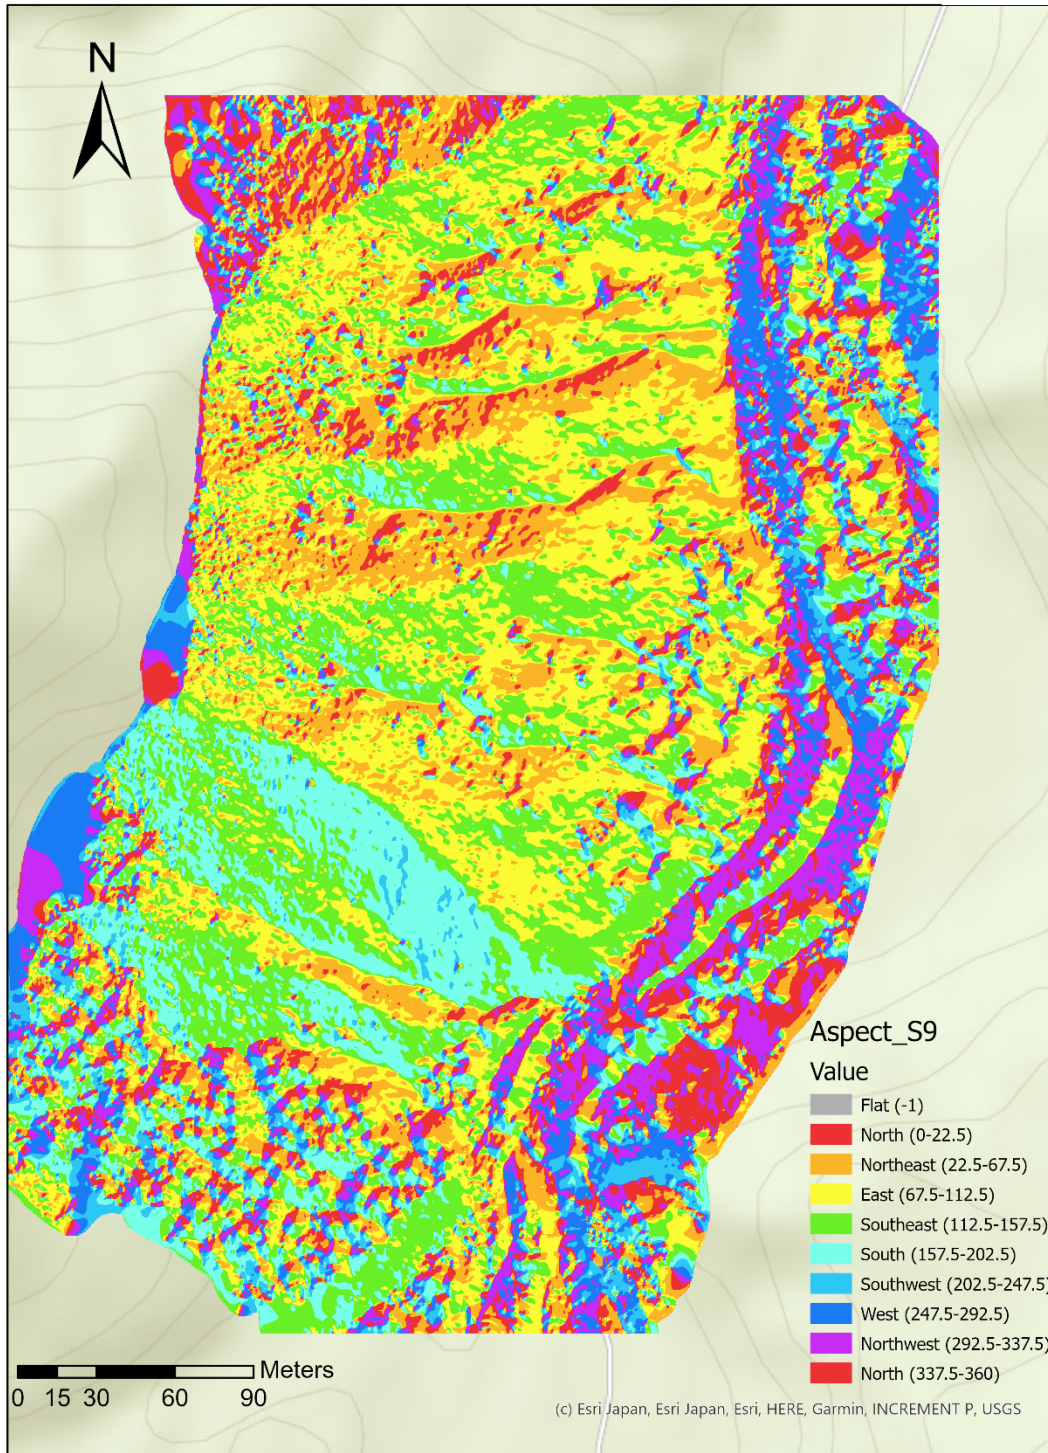 N
Aspect_S9
Value
Flat (-1)
North (0-22.5)
Northeast (22.5-67.5)
East (67.5-112.5)
Southeast (112.5-157.5)
South (157.5-202.5)
Southwest (202.5-247.5)
West (247.5-292.5)
Northwest (292.5-337.5)
North (337.5-360)
Meters
0 15 30 60 90
(c) Esri Japan, Esri Japan, Esri, HERE, Garmin, INCREMENT P, USGS